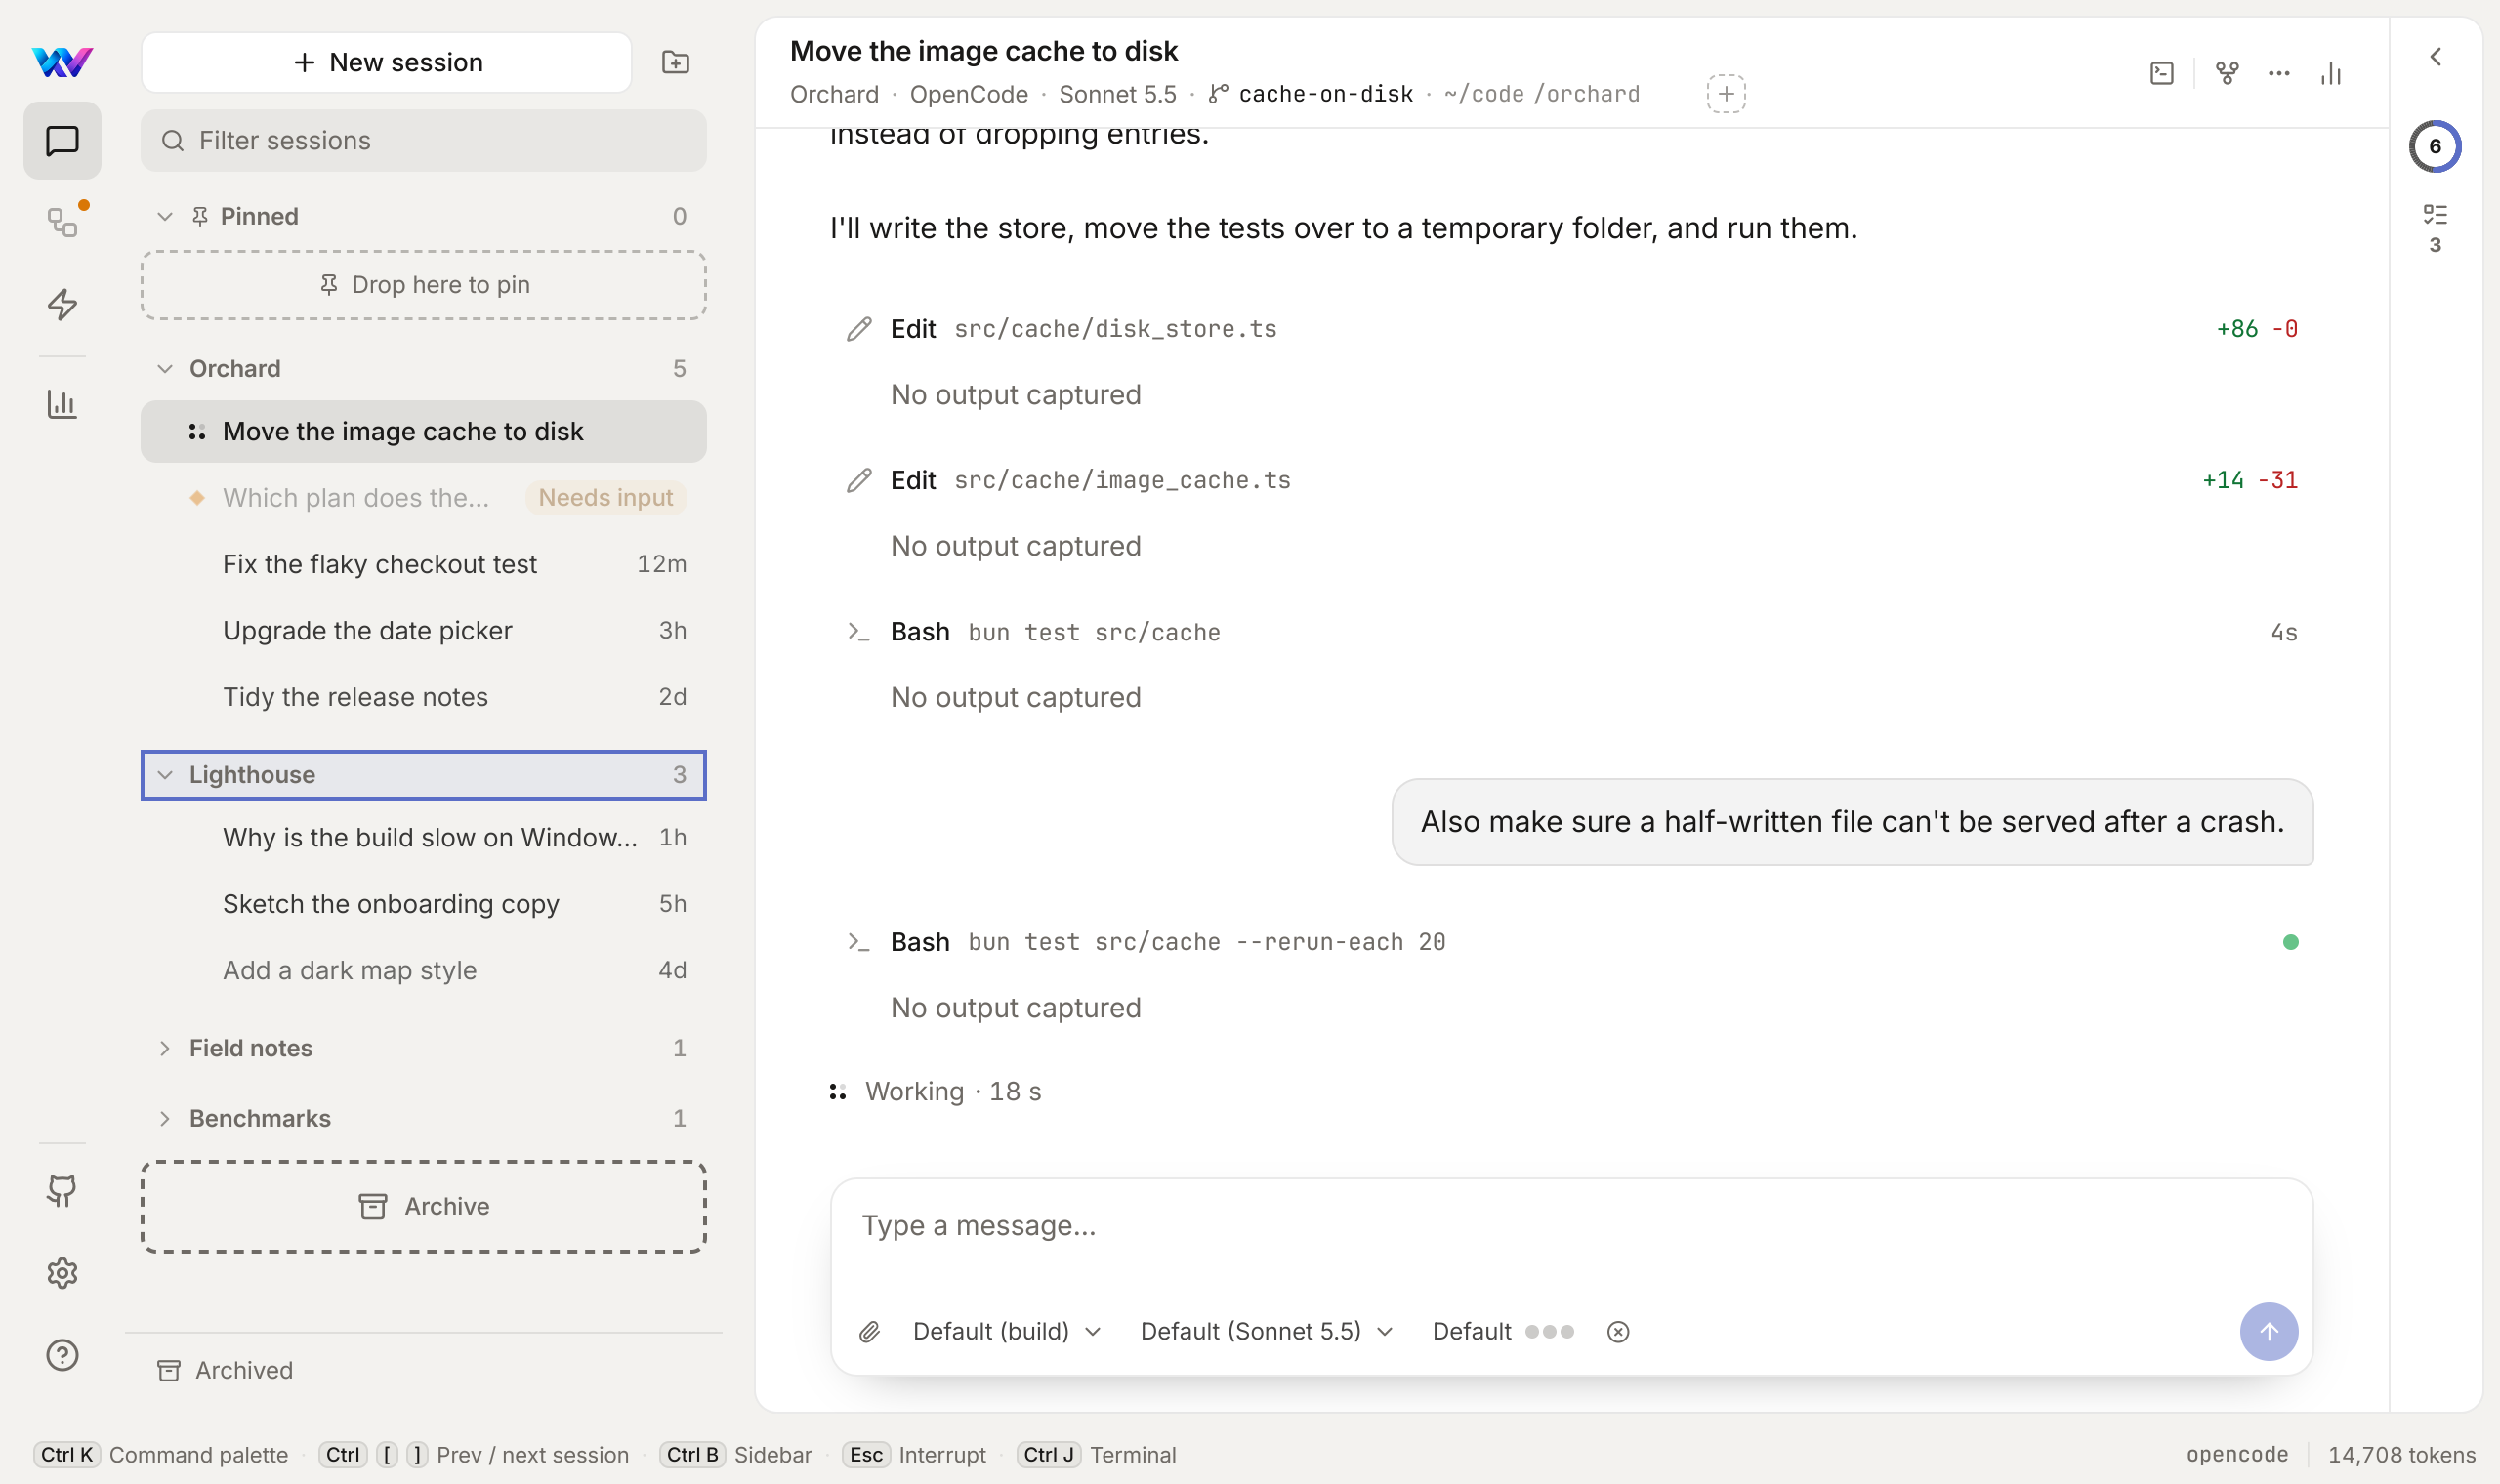 New session
Filter sessions
Pinned 0
Drop here to pin
Orchard 5
Move the image cache to disk
Which plan does the... Needs input
Fix the flaky checkout test 12m
Upgrade the date picker 3h
Tidy the release notes 2d
Lighthouse 3
Why is the build slow on Window... 1h
Sketch the onboarding copy 5h
Add a dark map style 4d
Field notes 1
Benchmarks 1
Archive
Archived
Move the image cache to disk
Orchard · OpenCode · Sonnet 5.5 · cache-on-disk · ~/code /orchard
instead of dropping entries.
I'll write the store, move the tests over to a temporary folder, and run them.
Edit src/cache/disk_store.ts +86 -0
No output captured
Edit src/cache/image_cache.ts +14 -31
No output captured
Bash bun test src/cache 4s
No output captured
Also make sure a half-written file can't be served after a crash.
Bash bun test src/cache --rerun-each 20
No output captured
Working · 18 s
Type a message...
Default (build) Default (Sonnet 5.5) Default
6
3
Ctrl K Command palette · Ctrl [ ] Prev / next session · Ctrl B Sidebar · Esc Interrupt · Ctrl J Terminal
opencode 14,708 tokens